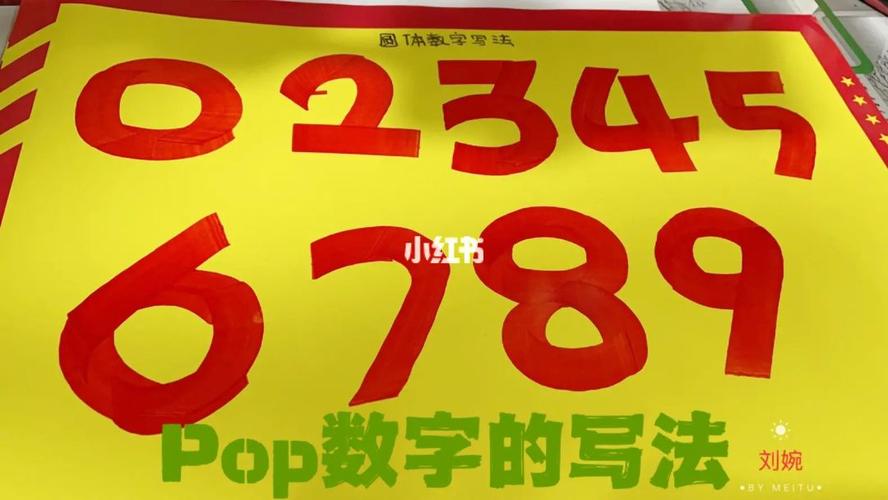 圆体数字写法
02345
6789
小红书
Pop数字的写法
刘婉
BY MEITU